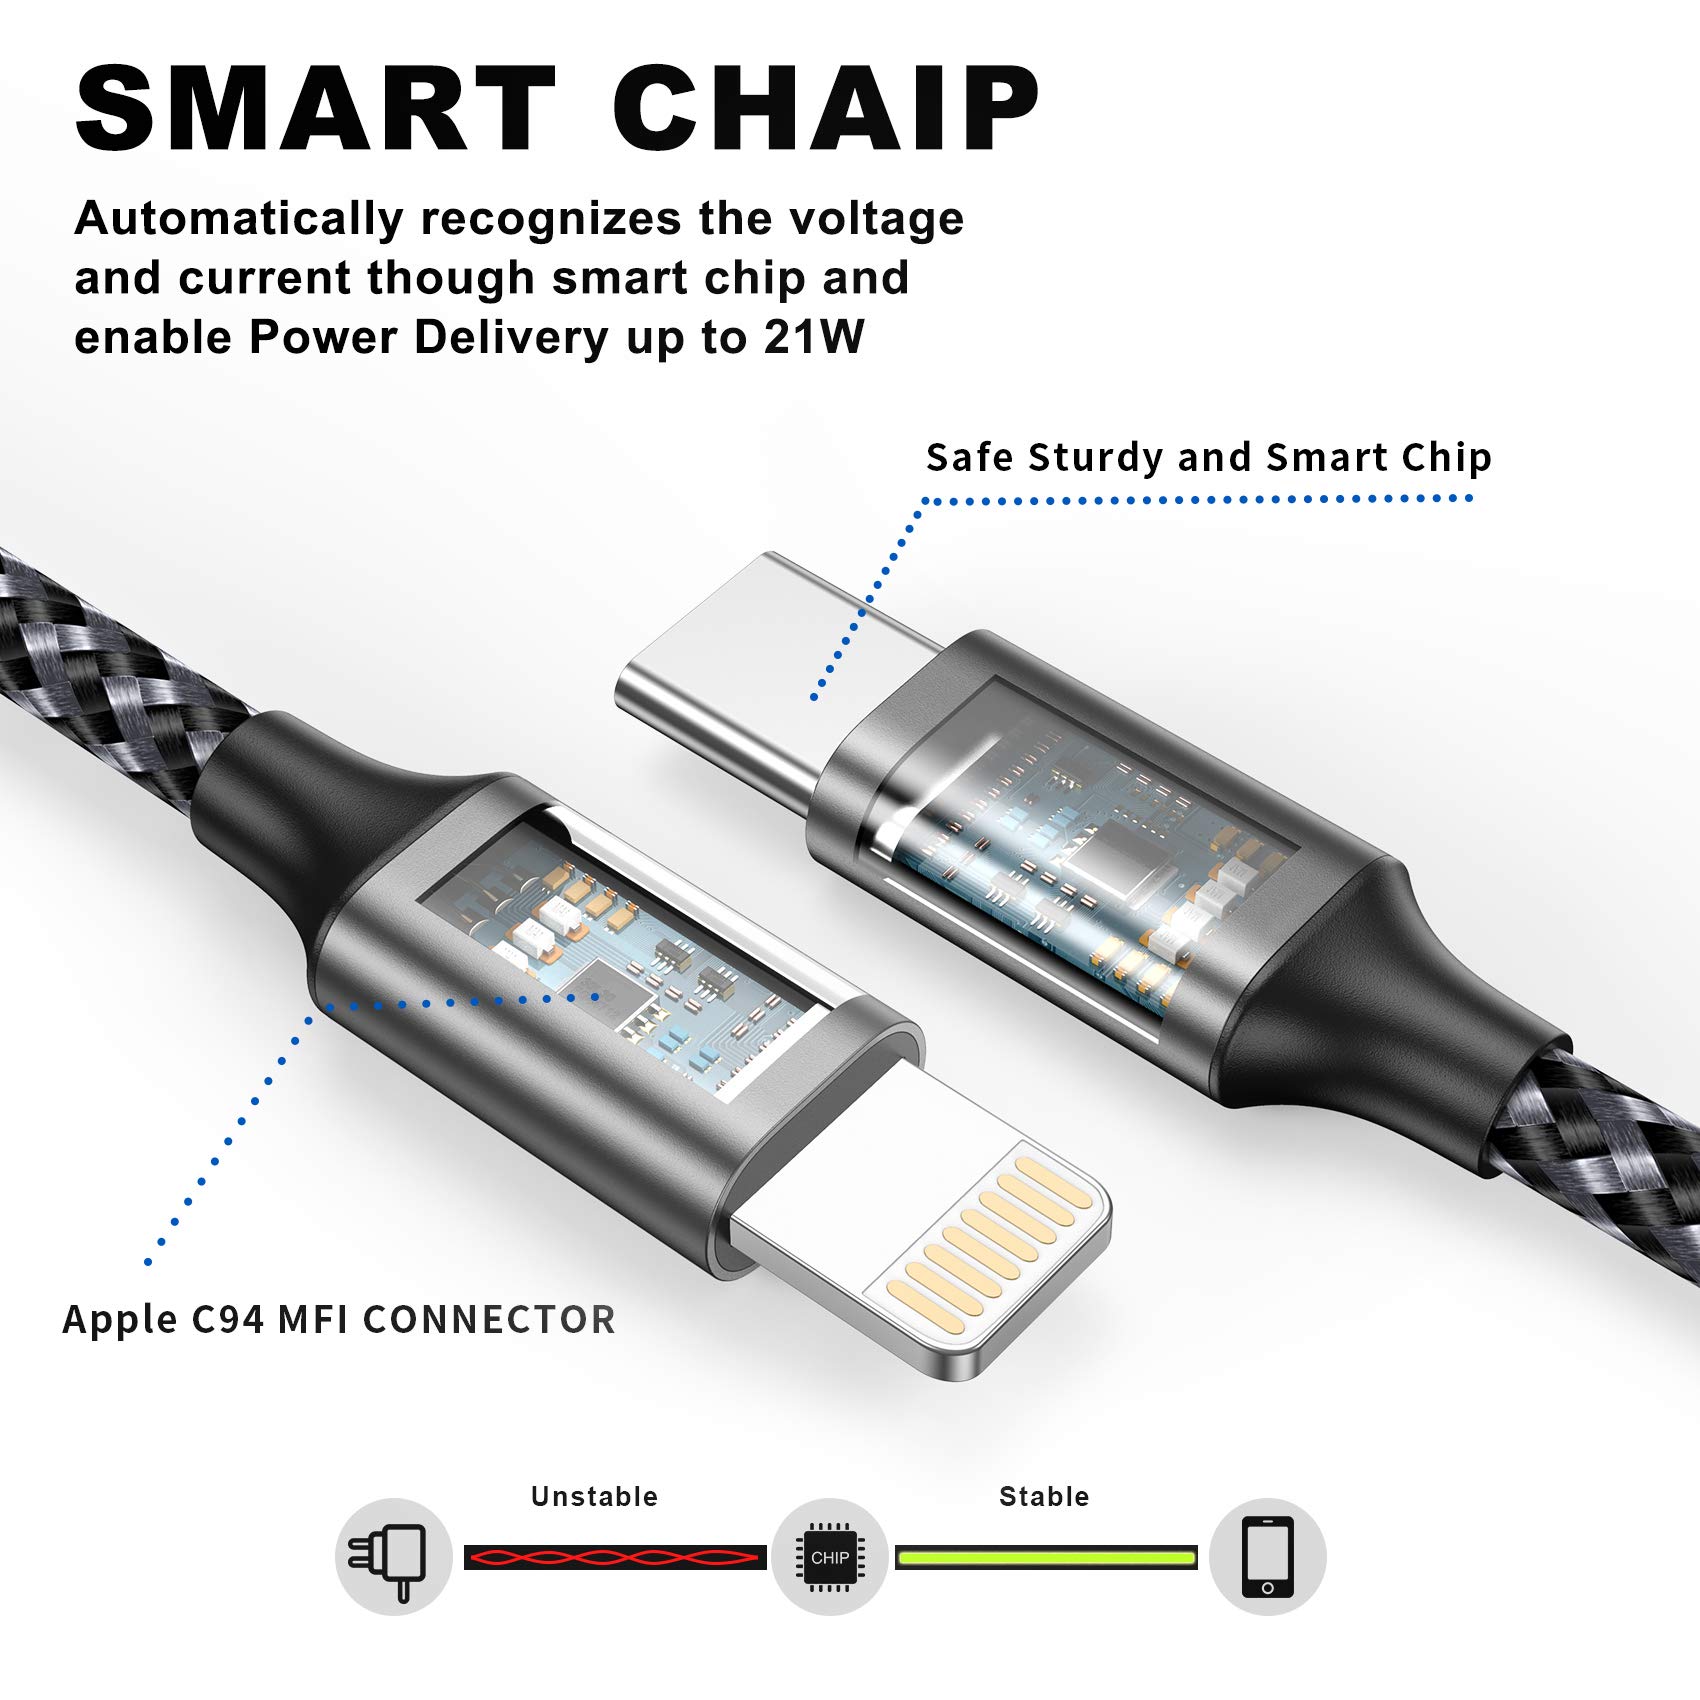 SMART CHAIP
Automatically recognizes the voltage
and current though smart chip and
enable Power Delivery up to 21W
Safe Sturdy and Smart Chip
Apple C94 MFI CONNECTOR
Unstable
Stable
CHIP